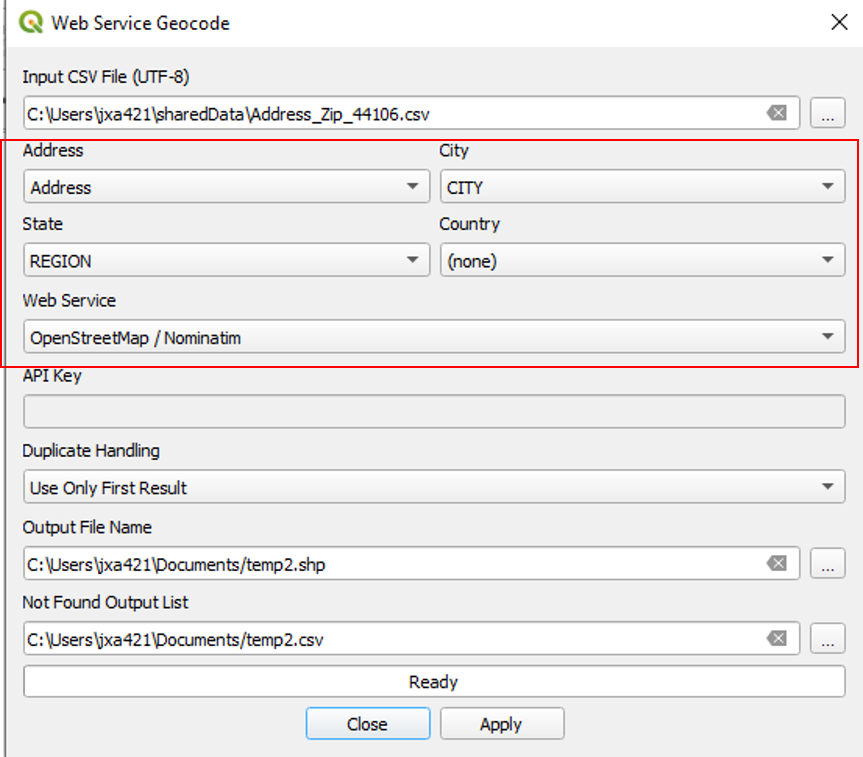 Web Service Geocode
Input CSV File (UTF-8)
C:\Users\jxa421\sharedData\Address_Zip_44106.csv
...
Address City
Address CITY
State Country
REGION (none)
Web Service
OpenStreetMap / Nominatim
API Key
Duplicate Handling
Use Only First Result
Output File Name
C:\Users\jxa421\Documents/temp2.shp
...
Not Found Output List
C:\Users\jxa421\Documents/temp2.csv
...
Ready
Close Apply